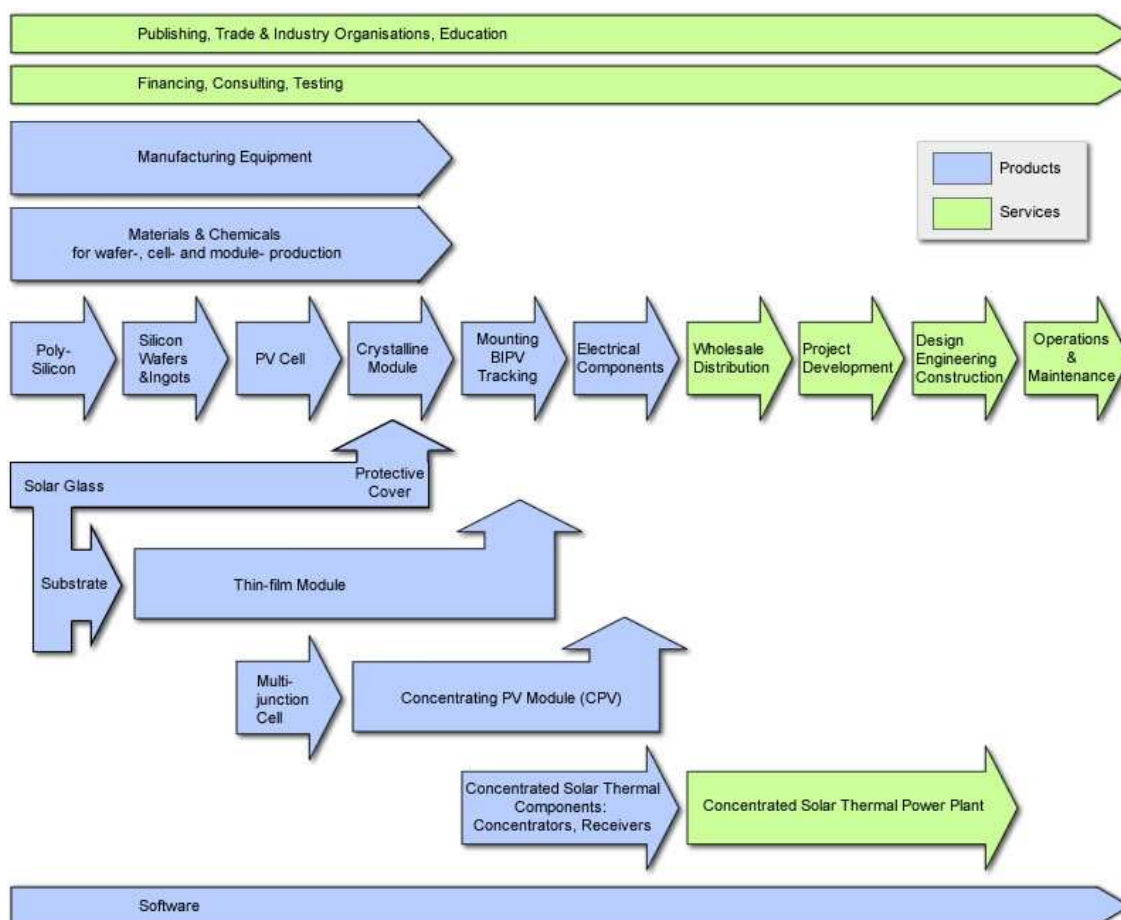 Publishing, Trade & Industry Organisations, Education
Financing, Consulting, Testing
Manufacturing Equipment
Products
Services
Materials & Chemicals
for wafer-, cell- and module- production
Poly-
Silicon
Silicon
Wafers
&Ingots
PV Cell
Crystalline
Module
Mounting
BIPV
Tracking
Electrical
Components
Wholesale
Distribution
Project
Development
Design
Engineering
Construction
Operations
&
Maintenance
Solar Glass
Protective
Cover
Substrate
Thin-film Module
Multi-
junction
Cell
Concentrating PV Module (CPV)
Concentrated Solar Thermal
Components:
Concentrators, Receivers
Concentrated Solar Thermal Power Plant
Software